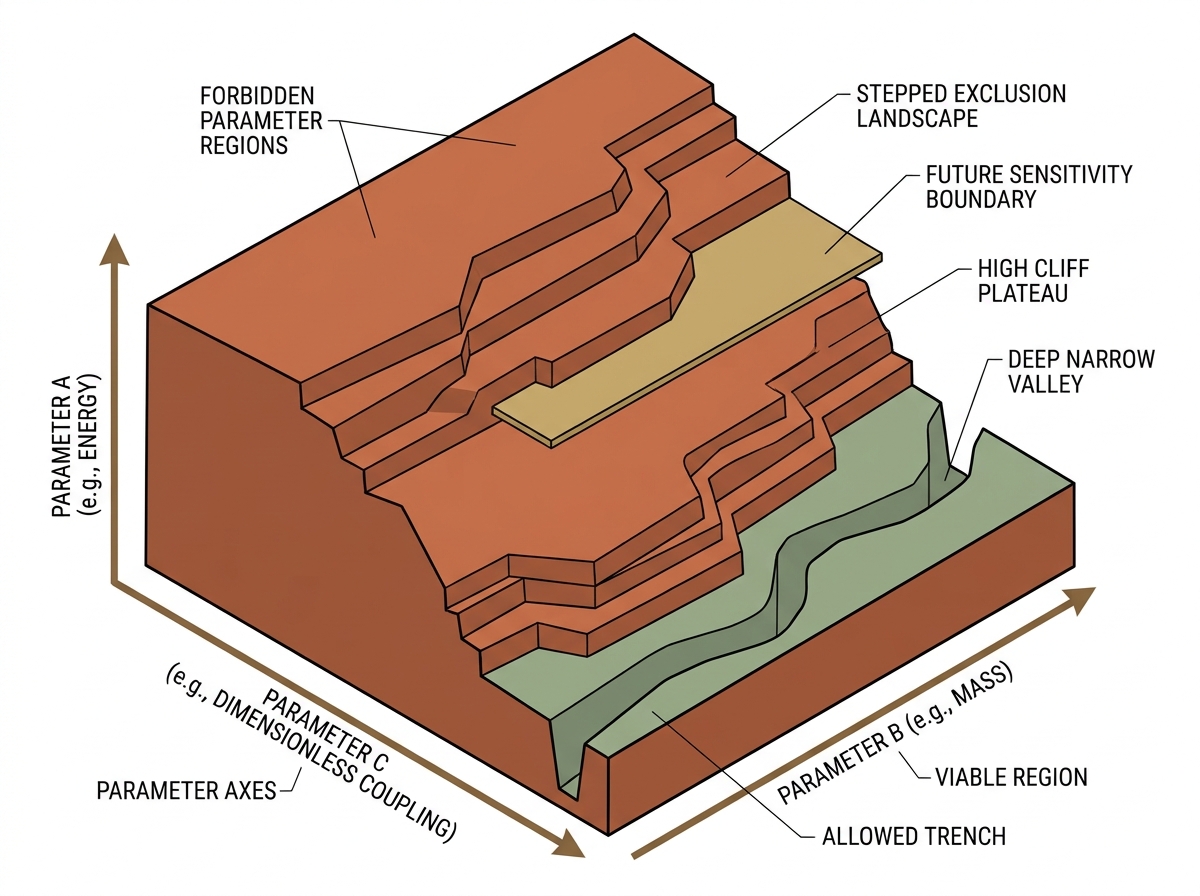 FORBIDDEN
PARAMETER
REGIONS
STEPPED EXCLUSION
LANDSCAPE
FUTURE SENSITIVITY
BOUNDARY
HIGH CLIFF
PLATEAU
DEEP NARROW
VALLEY
PARAMETER A
(e.g., ENERGY)
PARAMETER C
(e.g., DIMENSIONLESS COUPLING)
PARAMETER AXES
PARAMETER B (e.g., MASS)
VIABLE REGION
ALLOWED TRENCH